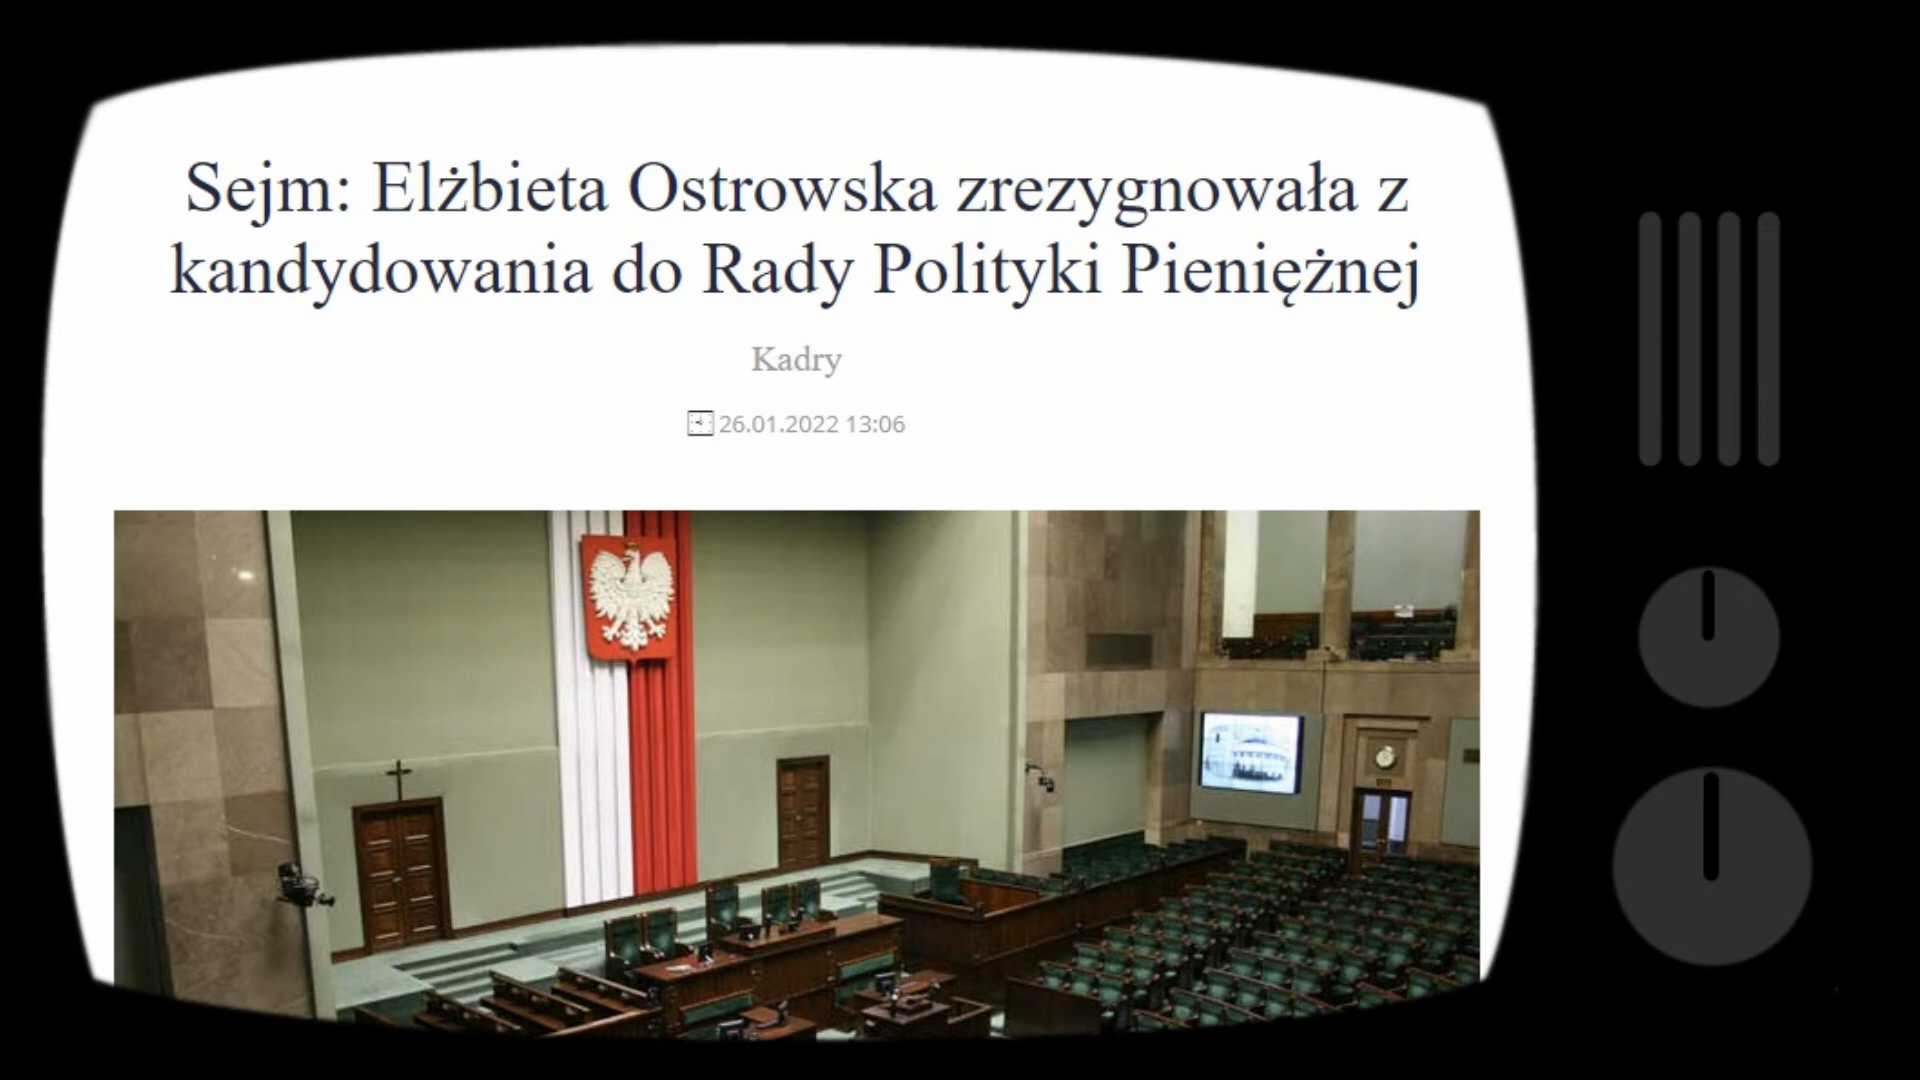 Sejm: Elżbieta Ostrowska zrezygnowała z
kandydowania do Rady Polityki Pieniężnej
Kadry
26.01.2022 13:06